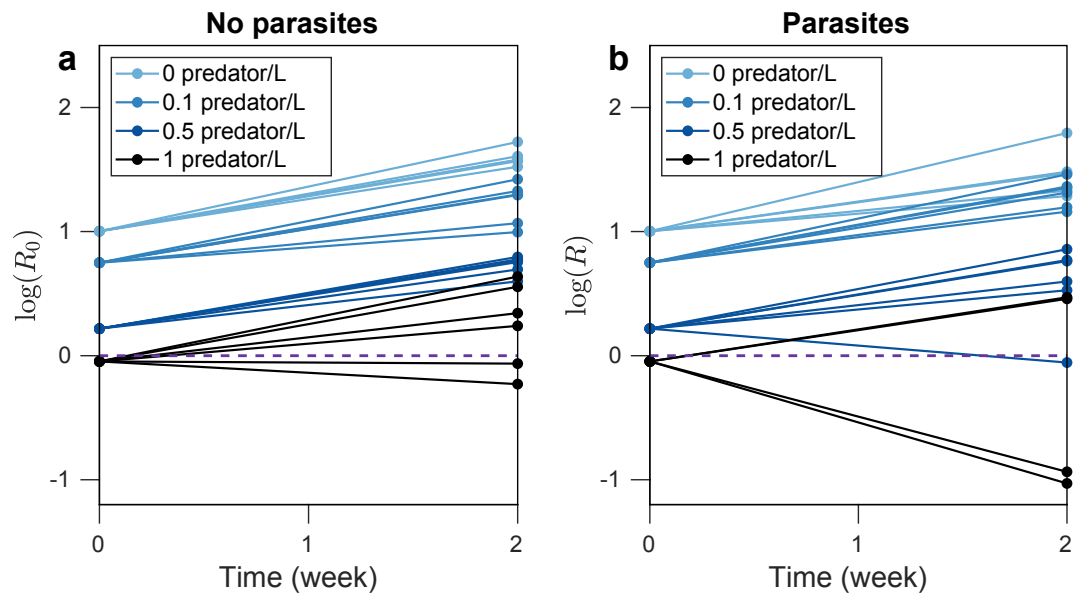 No parasites
a
0 predator/L
0.1 predator/L
0.5 predator/L
1 predator/L
2
1
0
-1
log(R₀)
0
1
2
Time (week)
Parasites
b
0 predator/L
0.1 predator/L
0.5 predator/L
1 predator/L
2
1
0
-1
log(R)
0
1
2
Time (week)